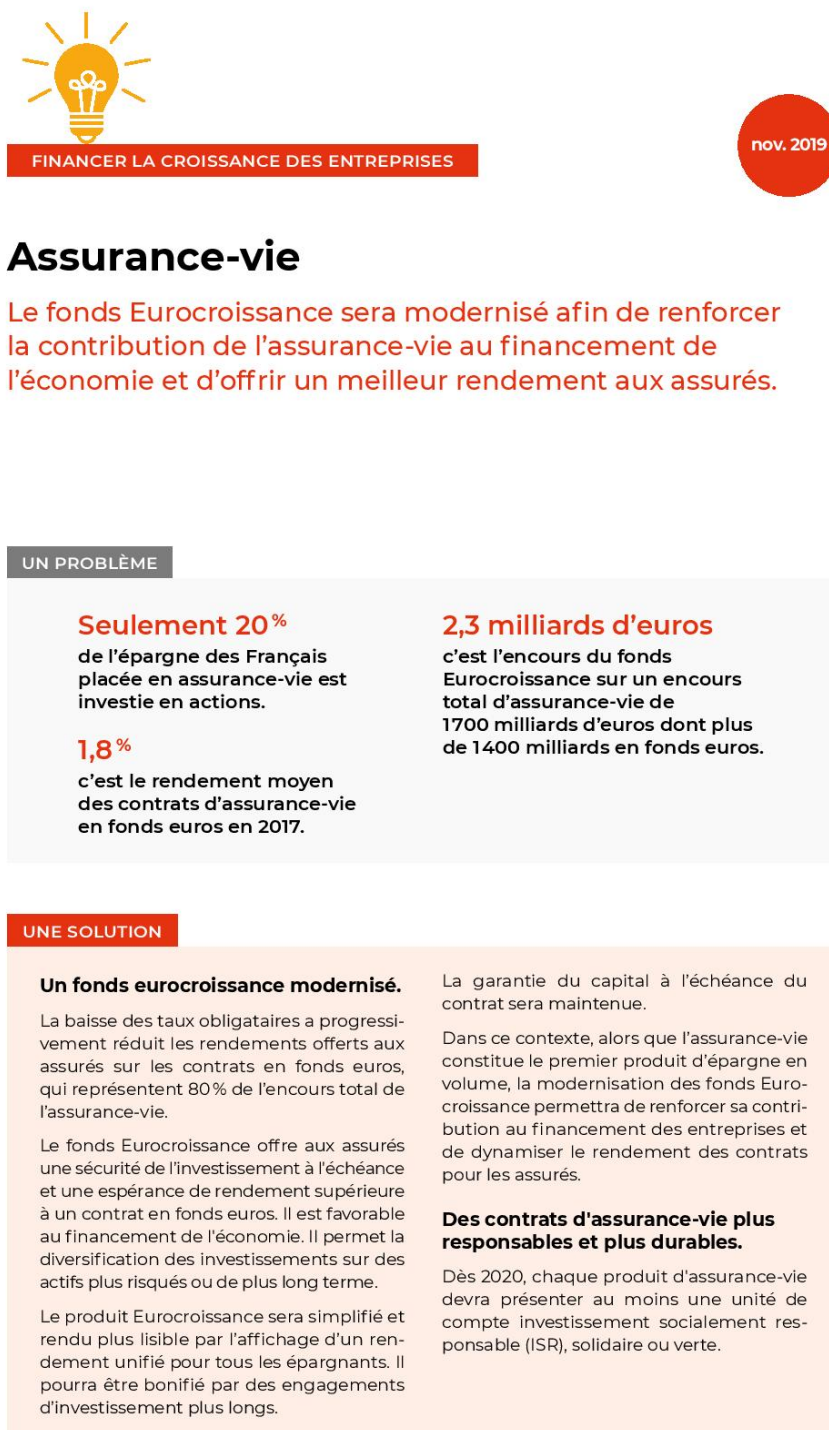 FINANCER LA CROISSANCE DES ENTREPRISES
nov. 2019
Assurance-vie
Le fonds Eurocroissance sera modernisé afin de renforcer
la contribution de l'assurance-vie au financement de
l'économie et d'offrir un meilleur rendement aux assurés.
UN PROBLÈME
Seulement 20 %
de l'épargne des Français
placée en assurance-vie est
investie en actions.
1,8 %
c'est le rendement moyen
des contrats d'assurance-vie
en fonds euros en 2017.
2,3 milliards d'euros
c'est l'encours du fonds
Eurocroissance sur un encours
total d'assurance-vie de
1700 milliards d'euros dont plus
de 1400 milliards en fonds euros.
UNE SOLUTION
Un fonds eurocroissance modernisé.
La baisse des taux obligataires a progressi-
vement réduit les rendements offerts aux
assurés sur les contrats en fonds euros,
qui représentent 80 % de l'encours total de
l'assurance-vie.
Le fonds Eurocroissance offre aux assurés
une sécurité de l'investissement à l'échéance
et une espérance de rendement supérieure
à un contrat en fonds euros. Il est favorable
au financement de l'économie. Il permet la
diversification des investissements sur des
actifs plus risqués ou de plus long terme.
Le produit Eurocroissance sera simplifié et
rendu plus lisible par l'affichage d'un ren-
dement unifié pour tous les épargnants. Il
pourra être bonifié par des engagements
d'investissement plus longs.
La garantie du capital à l'échéance du
contrat sera maintenue.
Dans ce contexte, alors que l'assurance-vie
constitue le premier produit d'épargne en
volume, la modernisation des fonds Euro-
croissance permettra de renforcer sa contri-
bution au financement des entreprises et
de dynamiser le rendement des contrats
pour les assurés.
Des contrats d'assurance-vie plus
responsables et plus durables.
Dès 2020, chaque produit d'assurance-vie
devra présenter au moins une unité de
compte investissement socialement res-
ponsable (ISR), solidaire ou verte.